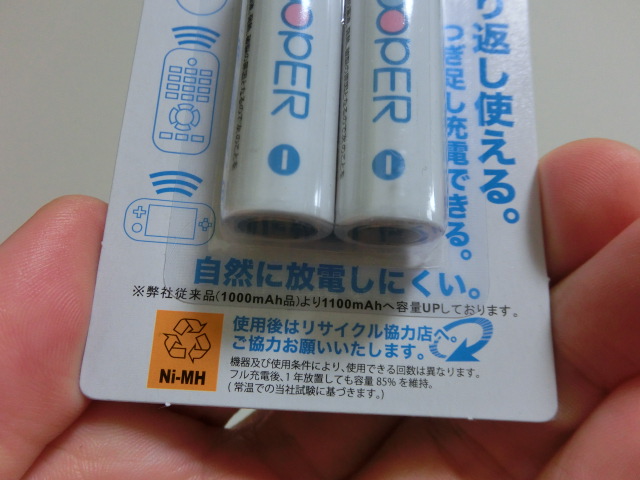 り返し使える。
つぎ足し充電できる。
OPER
OPER
自然に放電しにくい。
※弊社従来品(1000mAh品)より1100mAhへ容量UPしております。
使用後はリサイクル協力店へ。
ご協力お願いいたします。
Ni-MH
機器及び使用条件により、使用できる回数は異なります。
フル充電後、1年放置しても容量85%を維持。
(常温での当社試験に基づきます。)